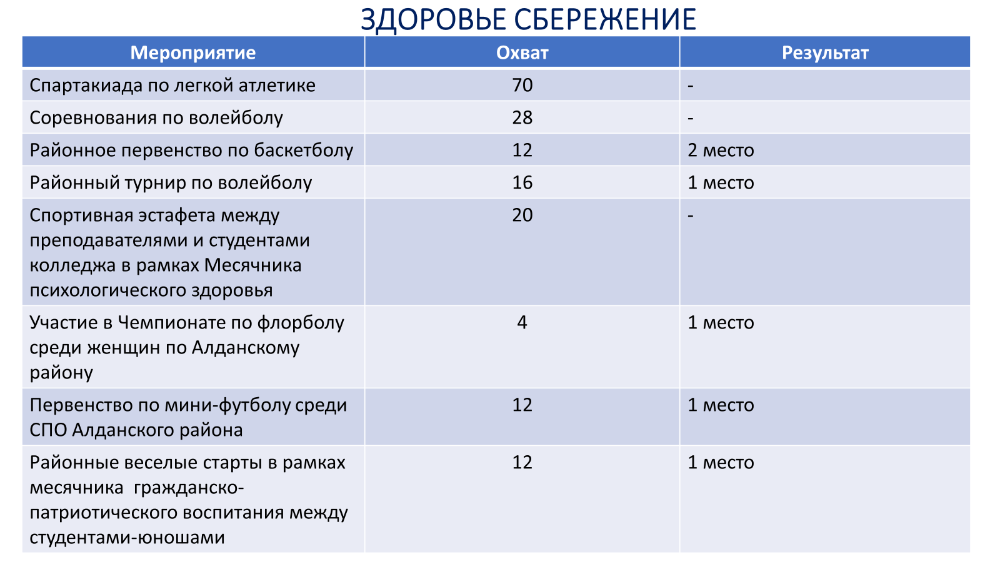 ЗДОРОВЬЕ СБЕРЕЖЕНИЕ
Мероприятие Охват Результат
Спартакиада по легкой атлетике 70 -
Соревнования по волейболу 28 -
Районное первенство по баскетболу 12 2 место
Районный турнир по волейболу 16 1 место
Спортивная эстафета между 20 -
преподавателями и студентами
колледжа в рамках Месячника
психологического здоровья
Участие в Чемпионате по флорболу 4 1 место
среди женщин по Алданскому
району
Первенство по мини-футболу среди 12 1 место
СПО Алданского района
Районные веселые старты в рамках 12 1 место
месячника  гражданско-
патриотического воспитания между
студентами-юношами